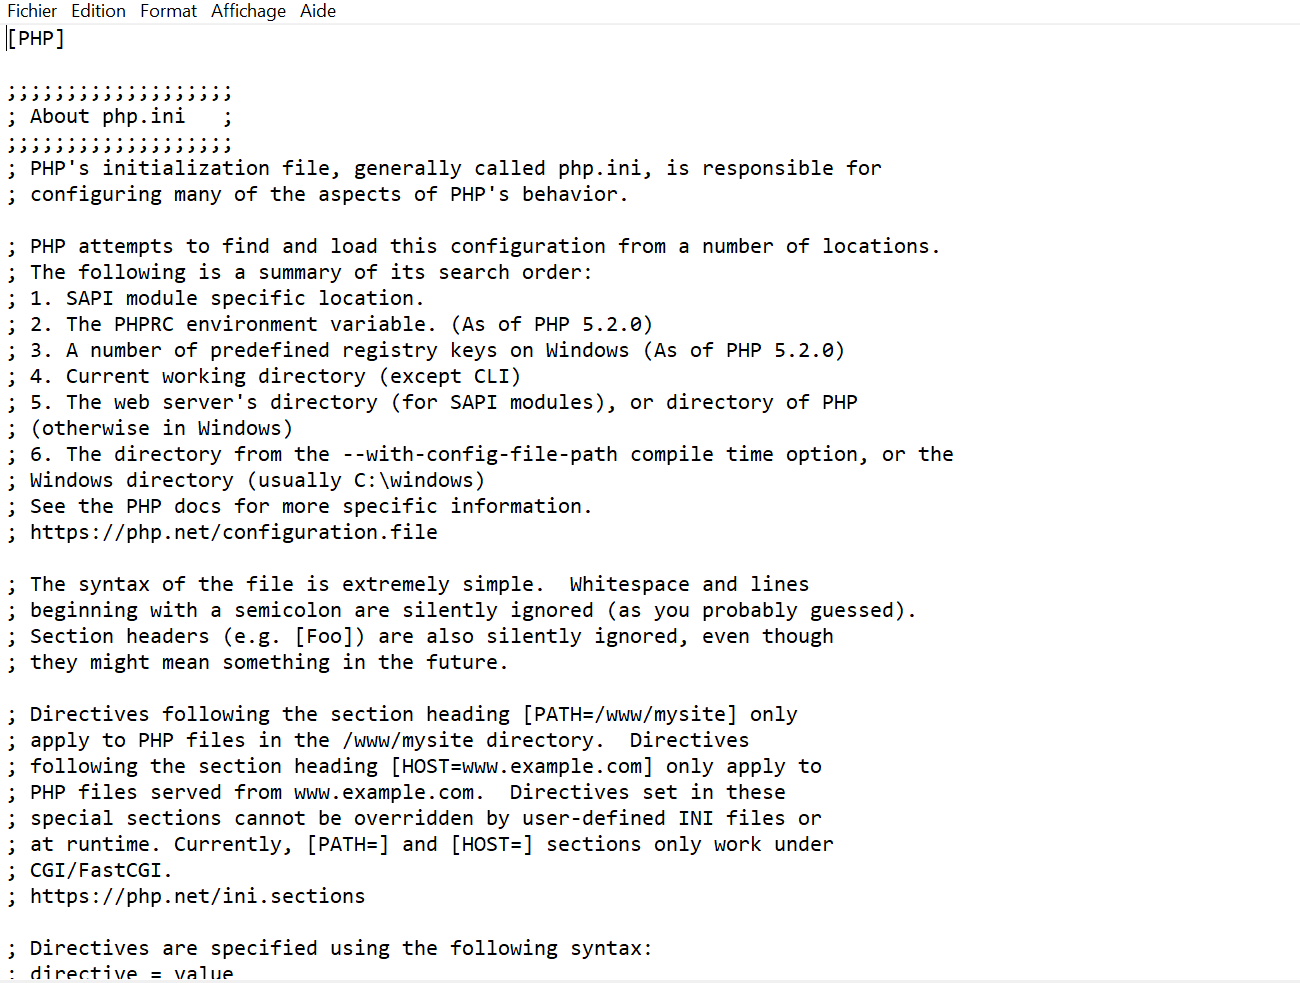 Fichier Edition Format Affichage Aide
[PHP]
;;;;;;;;;;;;;;;;;;;
; About php.ini   ;
;;;;;;;;;;;;;;;;;;;
; PHP's initialization file, generally called php.ini, is responsible for
; configuring many of the aspects of PHP's behavior.
; PHP attempts to find and load this configuration from a number of locations.
; The following is a summary of its search order:
; 1. SAPI module specific location.
; 2. The PHPRC environment variable. (As of PHP 5.2.0)
; 3. A number of predefined registry keys on Windows (As of PHP 5.2.0)
; 4. Current working directory (except CLI)
; 5. The web server's directory (for SAPI modules), or directory of PHP
; (otherwise in Windows)
; 6. The directory from the --with-config-file-path compile time option, or the
; Windows directory (usually C:\windows)
; See the PHP docs for more specific information.
; https://php.net/configuration.file
; The syntax of the file is extremely simple.  Whitespace and lines
; beginning with a semicolon are silently ignored (as you probably guessed).
; Section headers (e.g. [Foo]) are also silently ignored, even though
; they might mean something in the future.
; Directives following the section heading [PATH=/www/mysite] only
; apply to PHP files in the /www/mysite directory.  Directives
; following the section heading [HOST=www.example.com] only apply to
; PHP files served from www.example.com.  Directives set in these
; special sections cannot be overridden by user-defined INI files or
; at runtime. Currently, [PATH=] and [HOST=] sections only work under
; CGI/FastCGI.
; https://php.net/ini.sections
; Directives are specified using the following syntax:
; directive = value